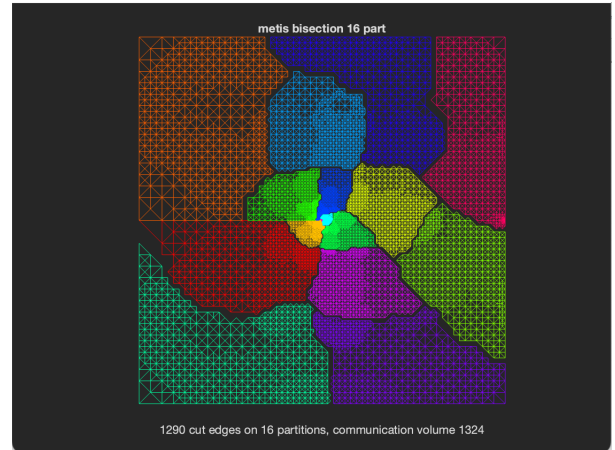 metis bisection 16 part
1290 cut edges on 16 partitions, communication volume 1324